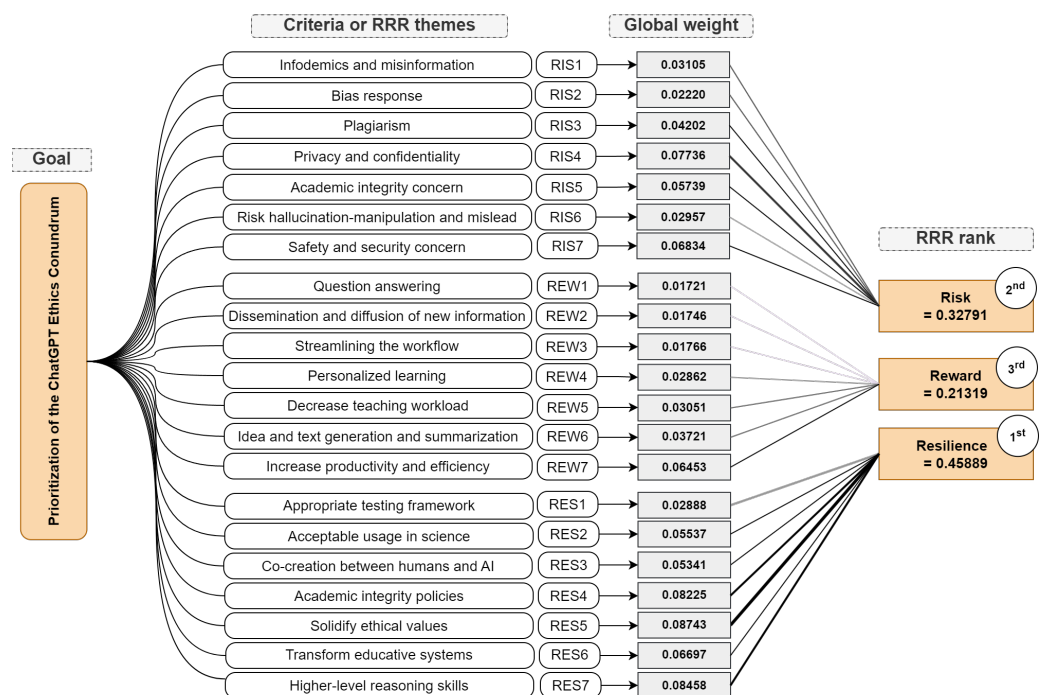 Criteria or RRR themes
Global weight
Infodemics and misinformation RIS1 0.03105
Bias response RIS2 0.02220
Plagiarism RIS3 0.04202
Goal
Privacy and confidentiality RIS4 0.07736
Academic integrity concern RIS5 0.05739
Risk hallucination-manipulation and mislead RIS6 0.02957
Safety and security concern RIS7 0.06834
Prioritization of the ChatGPT Ethics Conundrum
Question answering REW1 0.01721
Dissemination and diffusion of new information REW2 0.01746
Streamlining the workflow REW3 0.01766
Personalized learning REW4 0.02862
Decrease teaching workload REW5 0.03051
Idea and text generation and summarization REW6 0.03721
Increase productivity and efficiency REW7 0.06453
Appropriate testing framework RES1 0.02888
Acceptable usage in science RES2 0.05537
Co-creation between humans and AI RES3 0.05341
Academic integrity policies RES4 0.08225
Solidify ethical values RES5 0.08743
Transform educative systems RES6 0.06697
Higher-level reasoning skills RES7 0.08458
RRR rank
2nd
Risk
= 0.32791
3rd
Reward
= 0.21319
1st
Resilience
= 0.45889